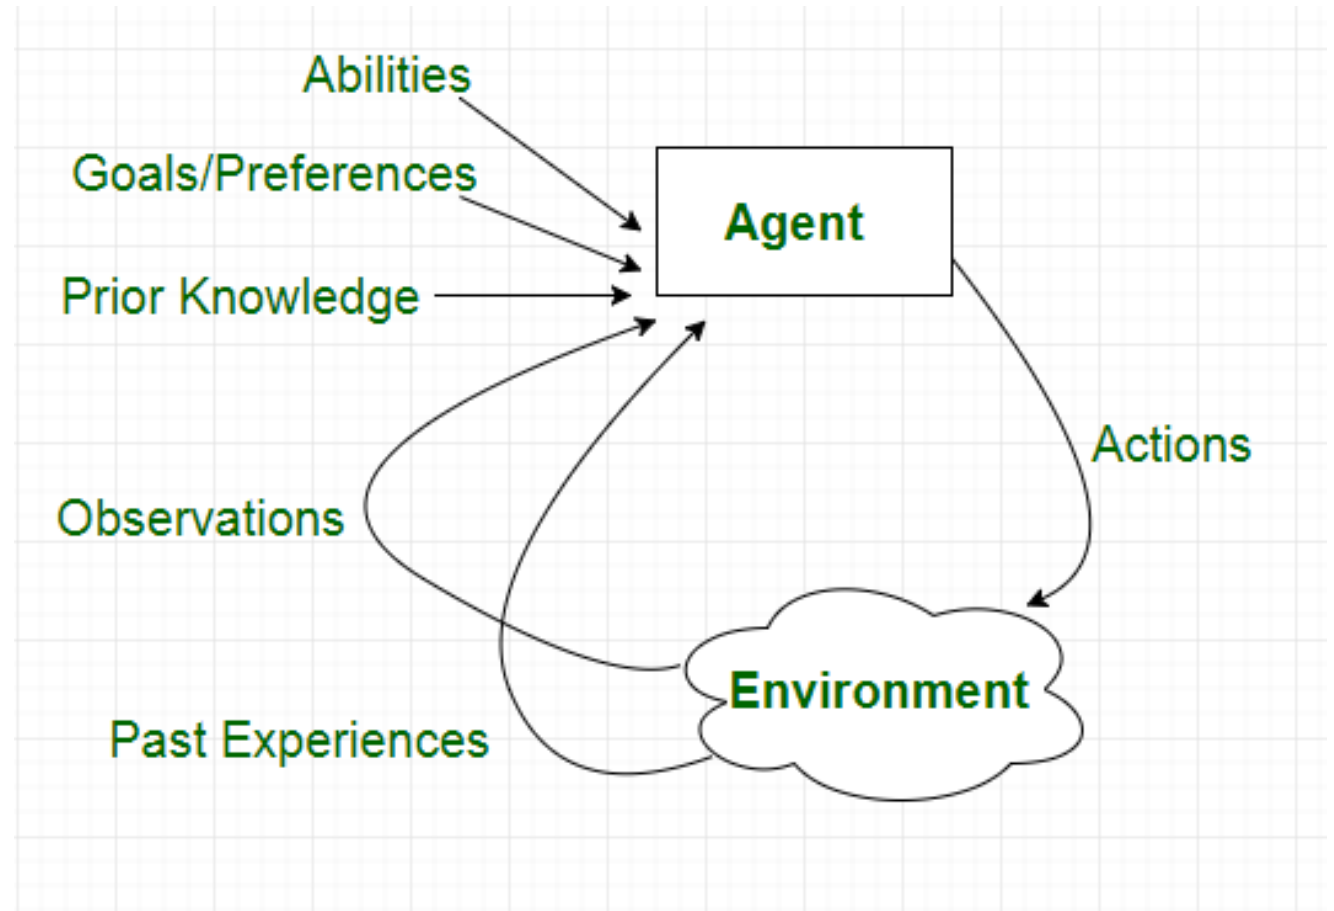 Abilities
Goals/Preferences
Agent
Prior Knowledge
Actions
Observations
Environment
Past Experiences